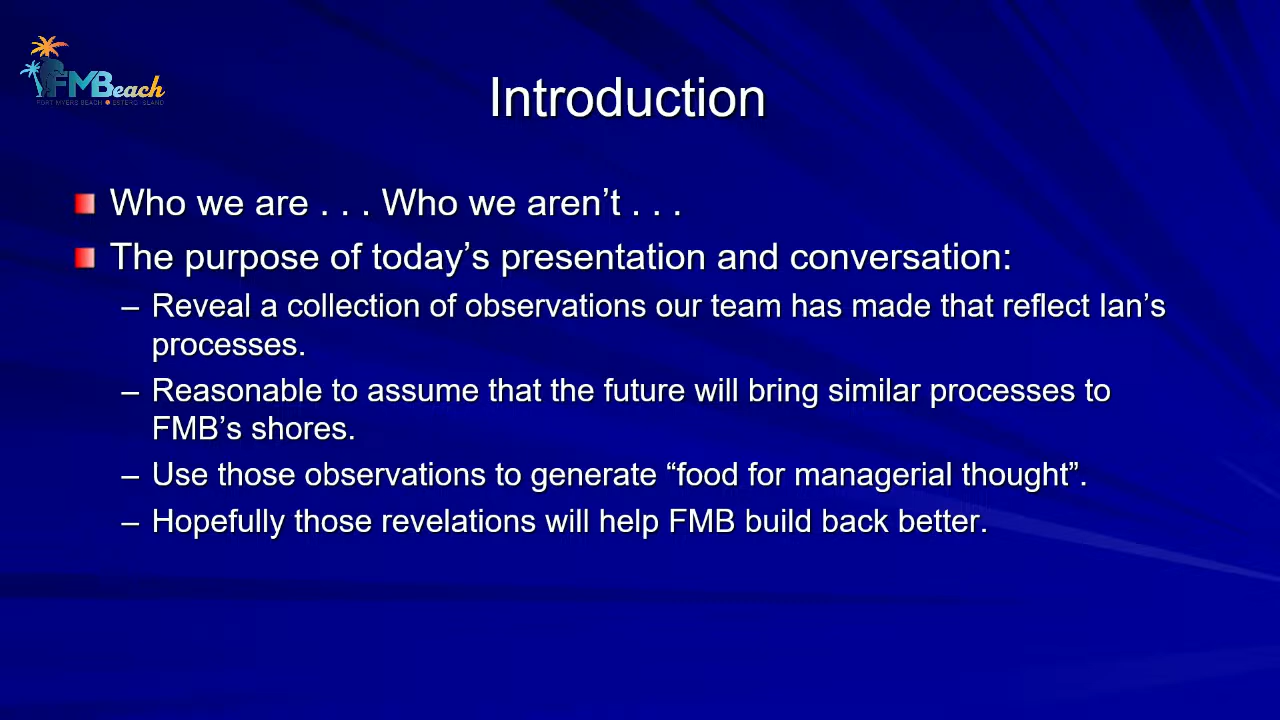 FMBeach
FORT MYERS BEACH ESTERO ISLAND
Introduction
Who we are . . . Who we aren’t . . .
The purpose of today’s presentation and conversation:
– Reveal a collection of observations our team has made that reflect Ian’s
processes.
– Reasonable to assume that the future will bring similar processes to
FMB’s shores.
– Use those observations to generate “food for managerial thought”.
– Hopefully those revelations will help FMB build back better.